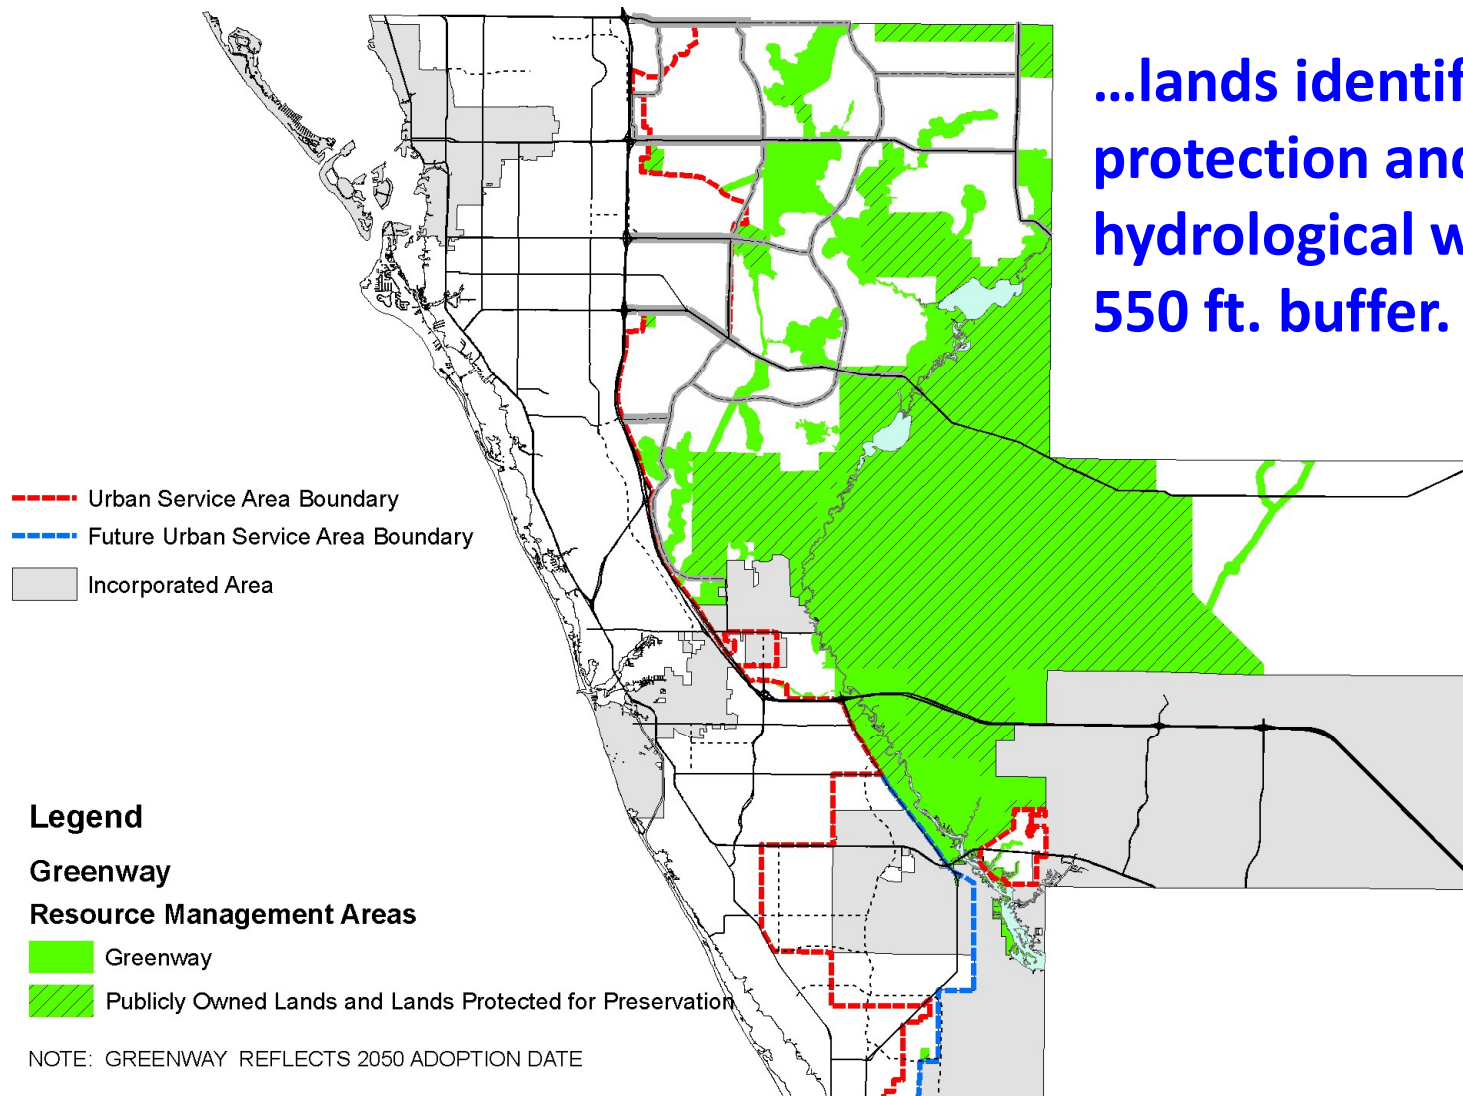 ...lands identif
protection and
hydrological w
550 ft. buffer.
Urban Service Area Boundary
Future Urban Service Area Boundary
Incorporated Area
Legend
Greenway
Resource Management Areas
Greenway
Publicly Owned Lands and Lands Protected for Preservation
NOTE: GREENWAY REFLECTS 2050 ADOPTION DATE